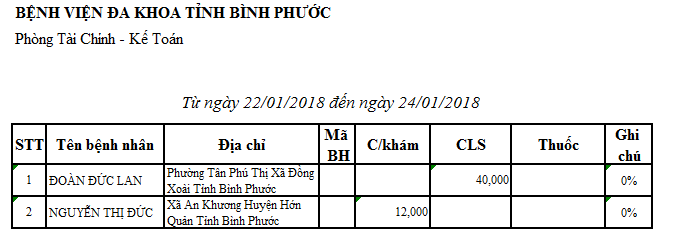 BỆNH VIỆN ĐA KHOA TỈNH BÌNH PHƯỚC
Phòng Tài Chính - Kế Toán
Từ ngày 22/01/2018 đến ngày 24/01/2018
STT Tên bệnh nhân Địa chỉ Mã BH C/khám CLS Thuốc Ghi chú
1 ĐOÀN ĐỨC LAN Phường Tân Phú Thị Xã Đồng Xoài Tỉnh Bình Phước 40,000 0%
2 NGUYỄN THỊ ĐỨC Xã An Khương Huyện Hớn Quản Tỉnh Bình Phước 12,000 0%